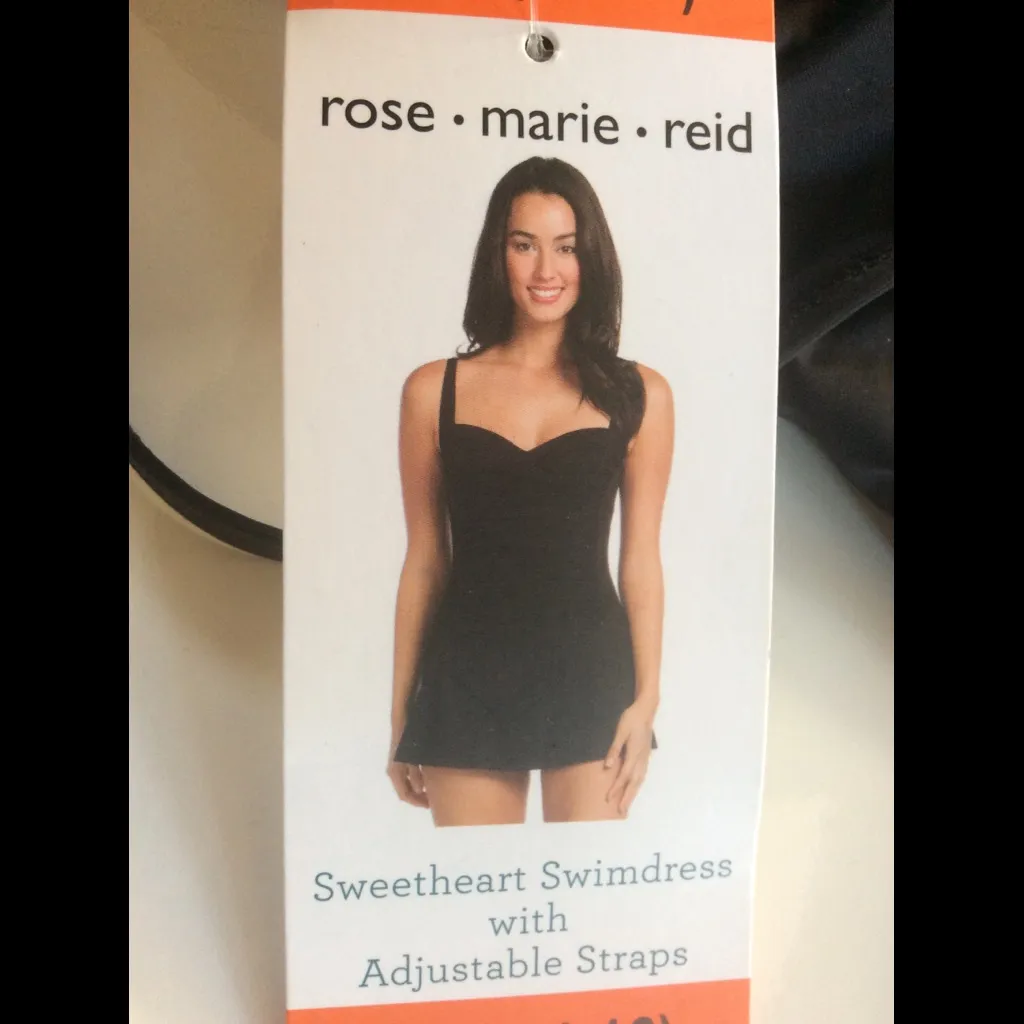 rose • marie • reid
Sweetheart Swimdress
with
Adjustable Straps